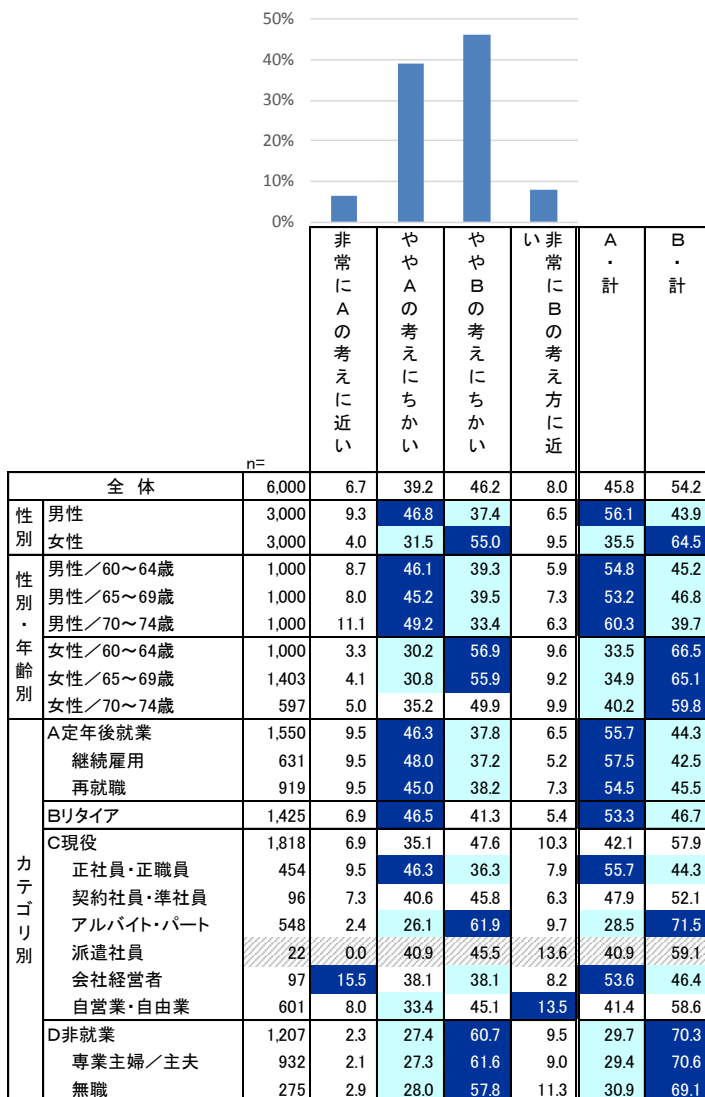 50%
40%
30%
20%
10%
0%
非常にAの考えに近い
ややAの考えにちかい
ややBの考えにちかい
非常にBの考え方に近い
A・計
B・計
n=
全 体 6,000 6.7 39.2 46.2 8.0 45.8 54.2
性別
男性 3,000 9.3 46.8 37.4 6.5 56.1 43.9
女性 3,000 4.0 31.5 55.0 9.5 35.5 64.5
性別・年齢別
男性／60～64歳 1,000 8.7 46.1 39.3 5.9 54.8 45.2
男性／65～69歳 1,000 8.0 45.2 39.5 7.3 53.2 46.8
男性／70～74歳 1,000 11.1 49.2 33.4 6.3 60.3 39.7
女性／60～64歳 1,000 3.3 30.2 56.9 9.6 33.5 66.5
女性／65～69歳 1,403 4.1 30.8 55.9 9.2 34.9 65.1
女性／70～74歳 597 5.0 35.2 49.9 9.9 40.2 59.8
カテゴリ別
A定年後就業 1,550 9.5 46.3 37.8 6.5 55.7 44.3
継続雇用 631 9.5 48.0 37.2 5.2 57.5 42.5
再就職 919 9.5 45.0 38.2 7.3 54.5 45.5
Bリタイア 1,425 6.9 46.5 41.3 5.4 53.3 46.7
C現役 1,818 6.9 35.1 47.6 10.3 42.1 57.9
正社員・正職員 454 9.5 46.3 36.3 7.9 55.7 44.3
契約社員・準社員 96 7.3 40.6 45.8 6.3 47.9 52.1
アルバイト・パート 548 2.4 26.1 61.9 9.7 28.5 71.5
派遣社員 22 0.0 40.9 45.5 13.6 40.9 59.1
会社経営者 97 15.5 38.1 38.1 8.2 53.6 46.4
自営業・自由業 601 8.0 33.4 45.1 13.5 41.4 58.6
D非就業 1,207 2.3 27.4 60.7 9.5 29.7 70.3
専業主婦／主夫 932 2.1 27.3 61.6 9.0 29.4 70.6
無職 275 2.9 28.0 57.8 11.3 30.9 69.1